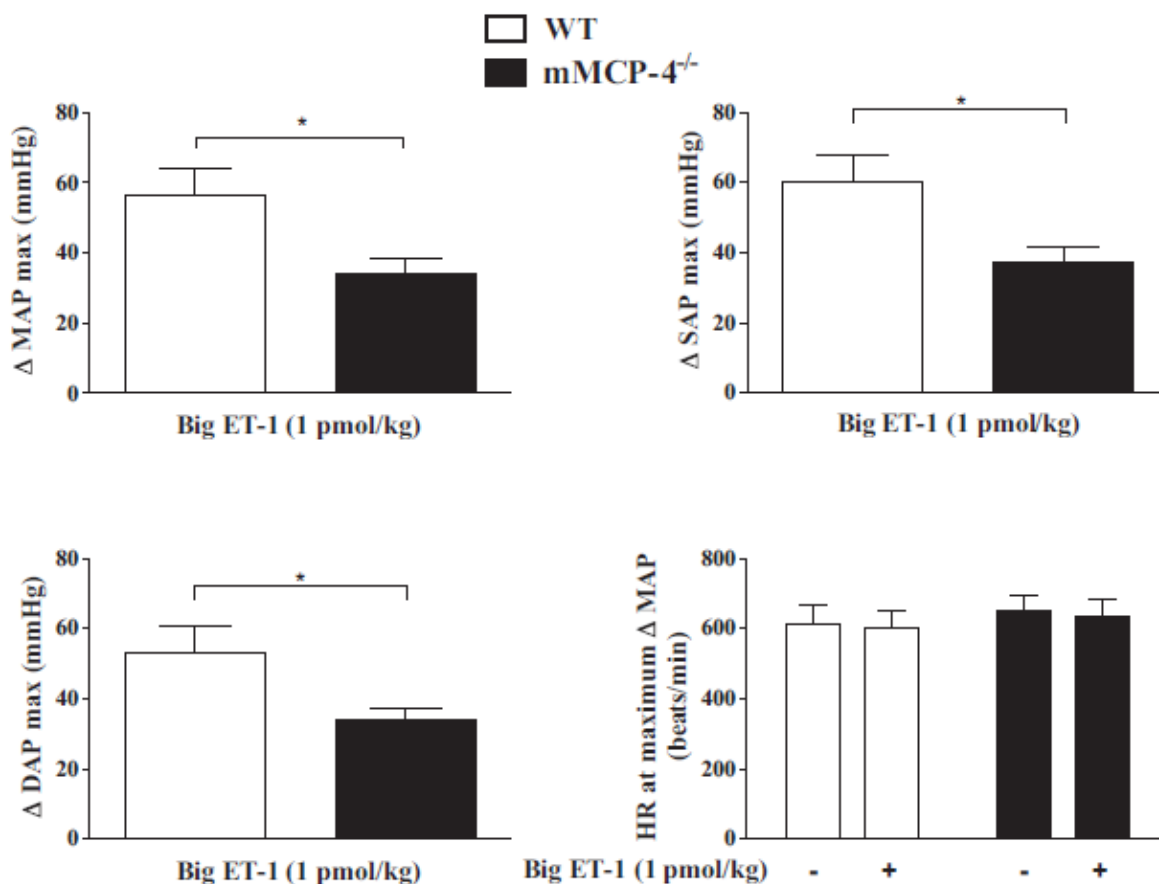 WT
mMCP-4-/-
Δ MAP max (mmHg)
80
60
40
20
0
*
Big ET-1 (1 pmol/kg)
Δ SAP max (mmHg)
80
60
40
20
0
*
Big ET-1 (1 pmol/kg)
Δ DAP max (mmHg)
80
60
40
20
0
*
Big ET-1 (1 pmol/kg)
HR at maximum Δ MAP
(beats/min)
800
600
400
200
0
Big ET-1 (1 pmol/kg) - + - +